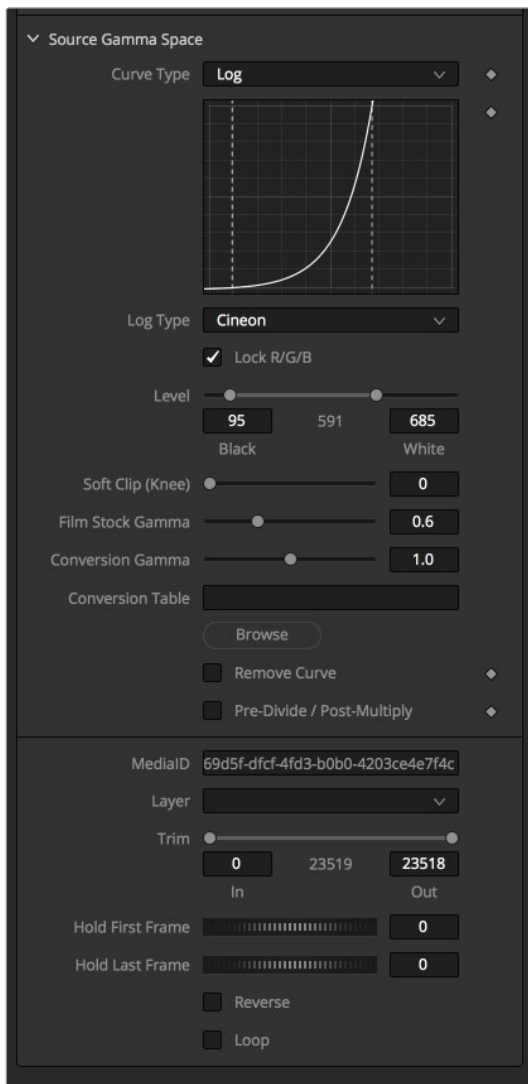 Source Gamma Space
Curve Type Log
Log Type Cineon
Lock R/G/B
Level
95 591 685
Black White
Soft Clip (Knee) 0
Film Stock Gamma 0.6
Conversion Gamma 1.0
Conversion Table
Browse
Remove Curve
Pre-Divide / Post-Multiply
MediaID 69d5f-dfcf-4fd3-b0b0-4203ce4e7f4c
Layer
Trim
0 23519 23518
In Out
Hold First Frame 0
Hold Last Frame 0
Reverse
Loop